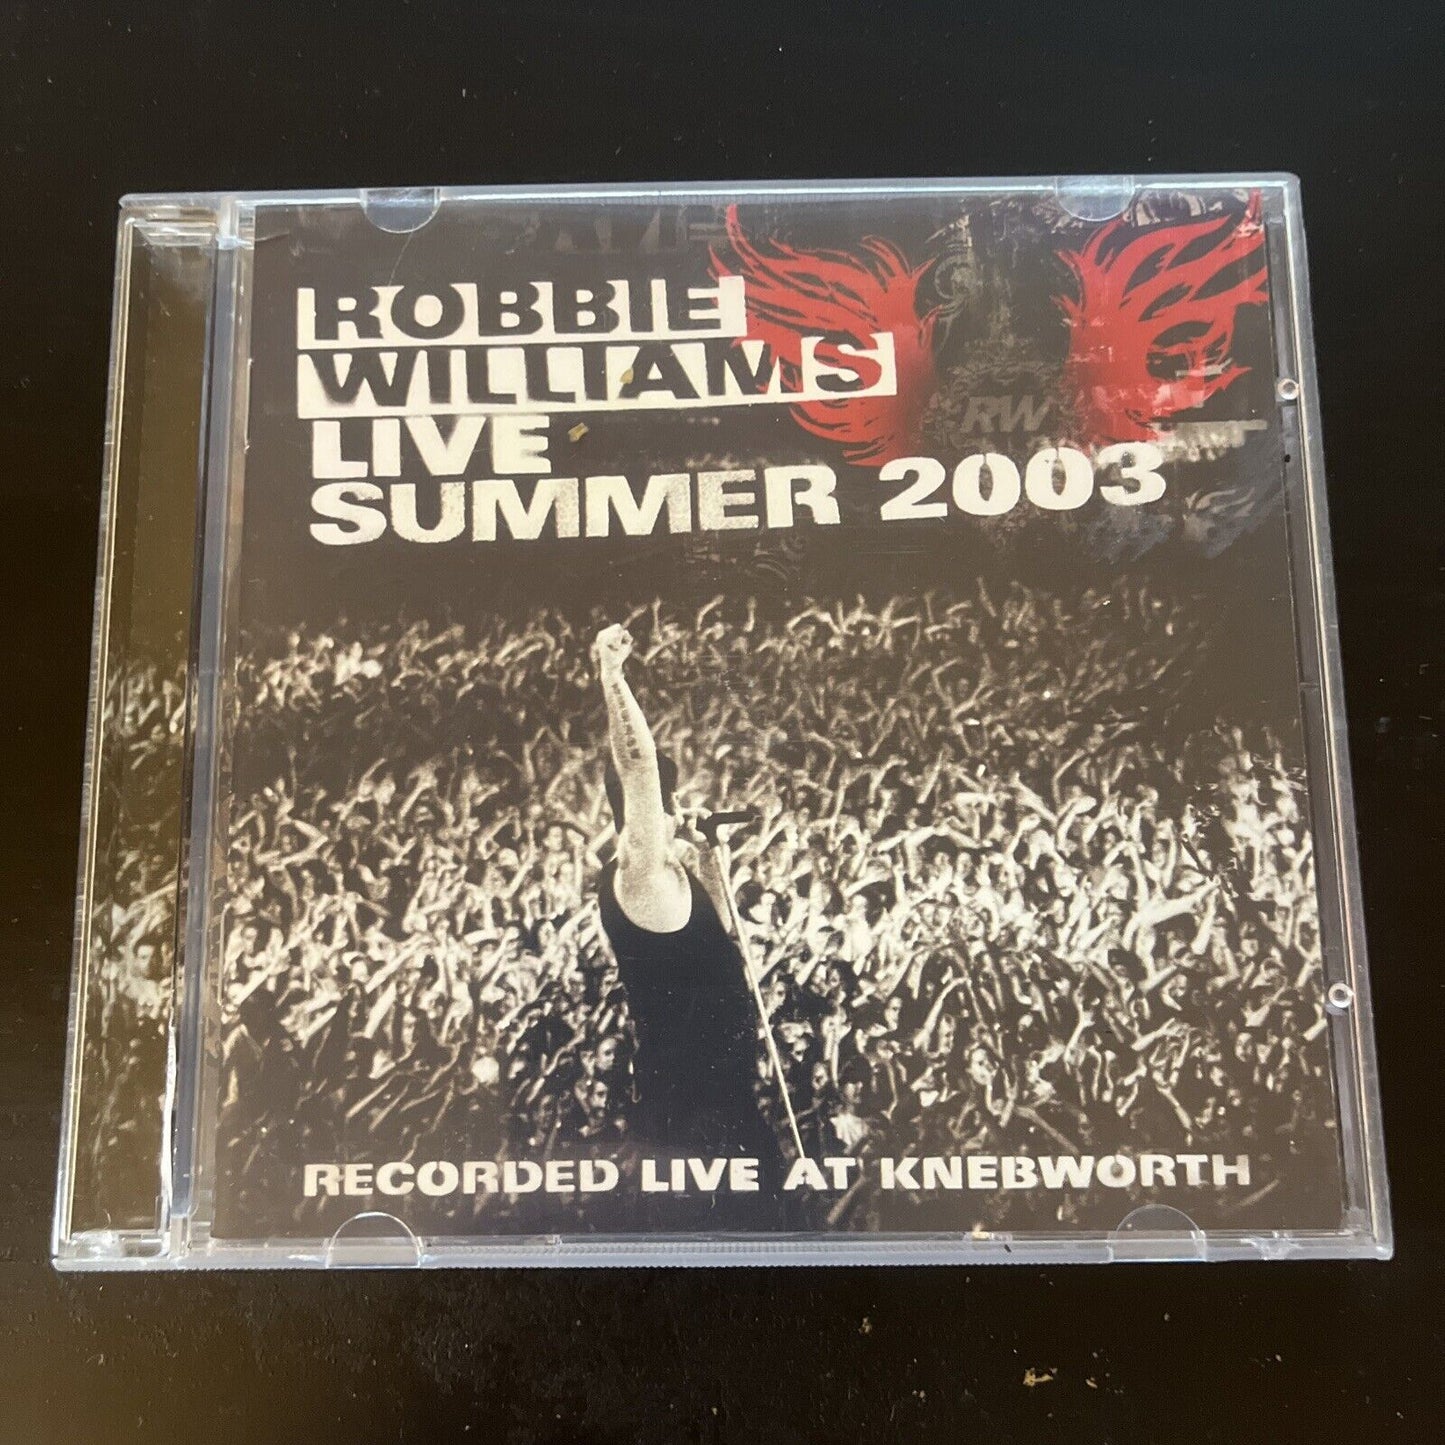 ROBBIE
WILLIAMS
LIVE
SUMMER 2003
RW
RECORDED LIVE AT KNEBWORTH